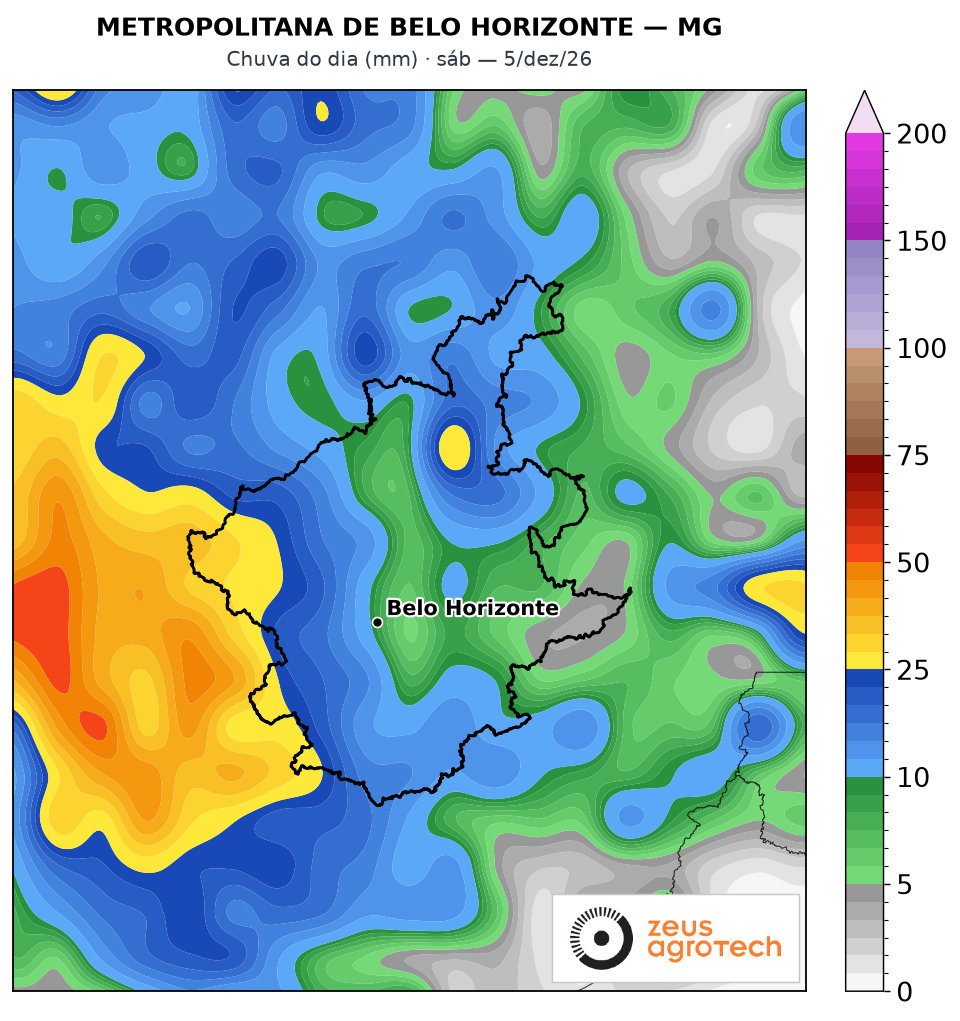 METROPOLITANA DE BELO HORIZONTE — MG
Chuva do dia (mm) · sáb — 5/dez/26
200
150
100
75
50
25
10
5
0
Belo Horizonte
zeus
agrotech